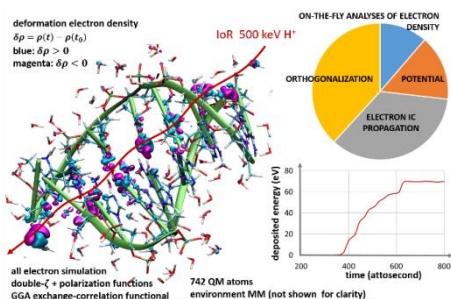 deformation electron density
δρ = ρ(t) − ρ(t₀)
blue: δρ > 0
magenta: δρ < 0
IoR 500 keV H⁺
all electron simulation
double-ζ + polarization functions
GGA exchange-correlation functional
742 QM atoms
environment MM (not shown for clarity)
ON-THE-FLY ANALYSES OF ELECTRON
DENSITY
ORTHOGONALIZATION
POTENTIAL
ELECTRON IC
PROPAGATION
deposited energy (eV)
80
60
40
20
0
200
400
600
800
time (attosecond)